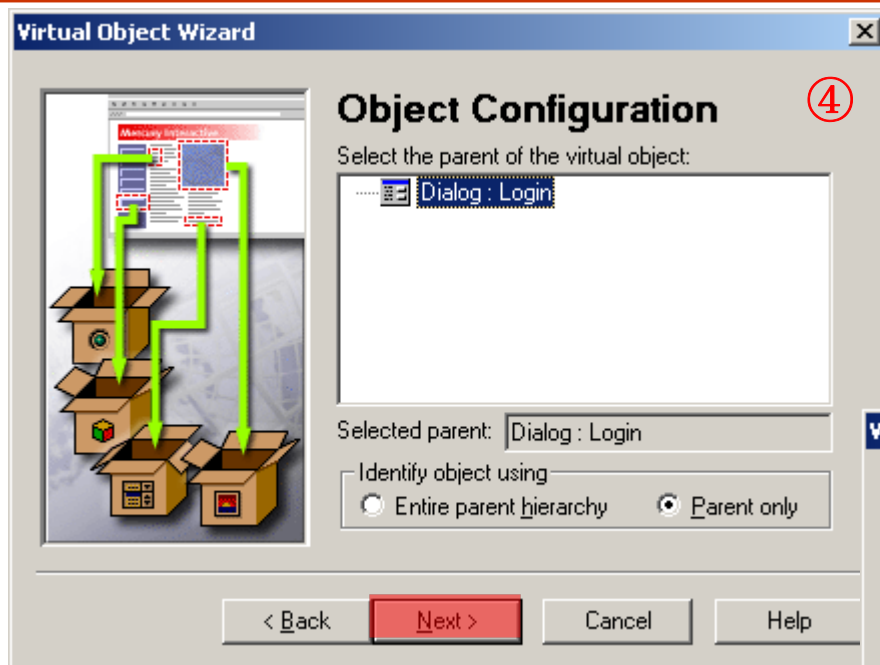 Virtual Object Wizard
Mercury Interactive
Object Configuration
④
Select the parent of the virtual object:
Dialog : Login
Selected parent: Dialog : Login
Identify object using
Entire parent hierarchy Parent only
< Back Next > Cancel Help